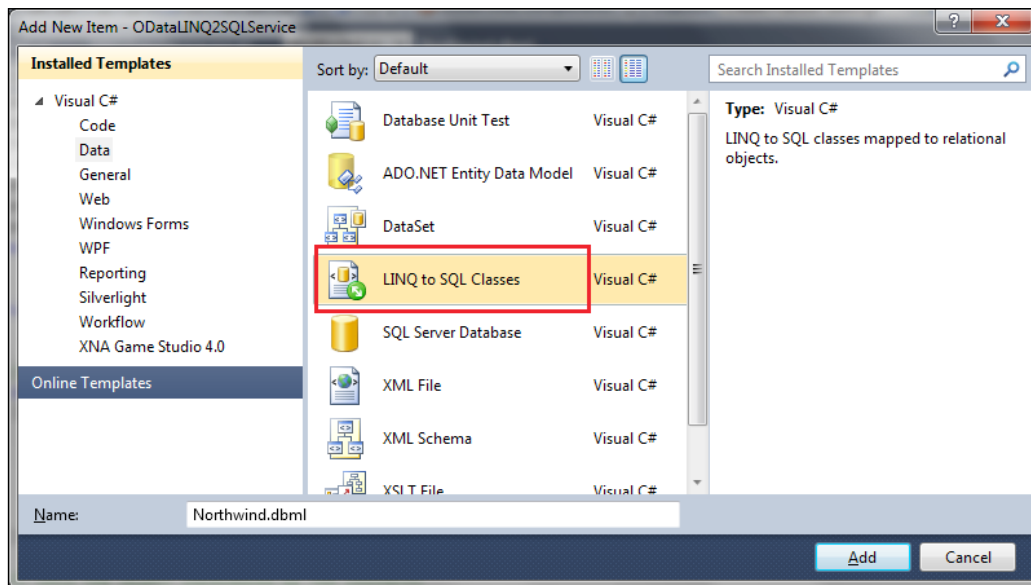 Add New Item - ODataLINQ2SQLService
Installed Templates
Visual C#
Code
Data
General
Web
Windows Forms
WPF
Reporting
Silverlight
Workflow
XNA Game Studio 4.0
Online Templates
Sort by: Default
Database Unit Test Visual C#
ADO.NET Entity Data Model Visual C#
DataSet Visual C#
LINQ to SQL Classes Visual C#
SQL Server Database Visual C#
XML File Visual C#
XML Schema Visual C#
XSLT File Visual C#
Search Installed Templates
Type: Visual C#
LINQ to SQL classes mapped to relational
objects.
Name: Northwind.dbml
Add Cancel